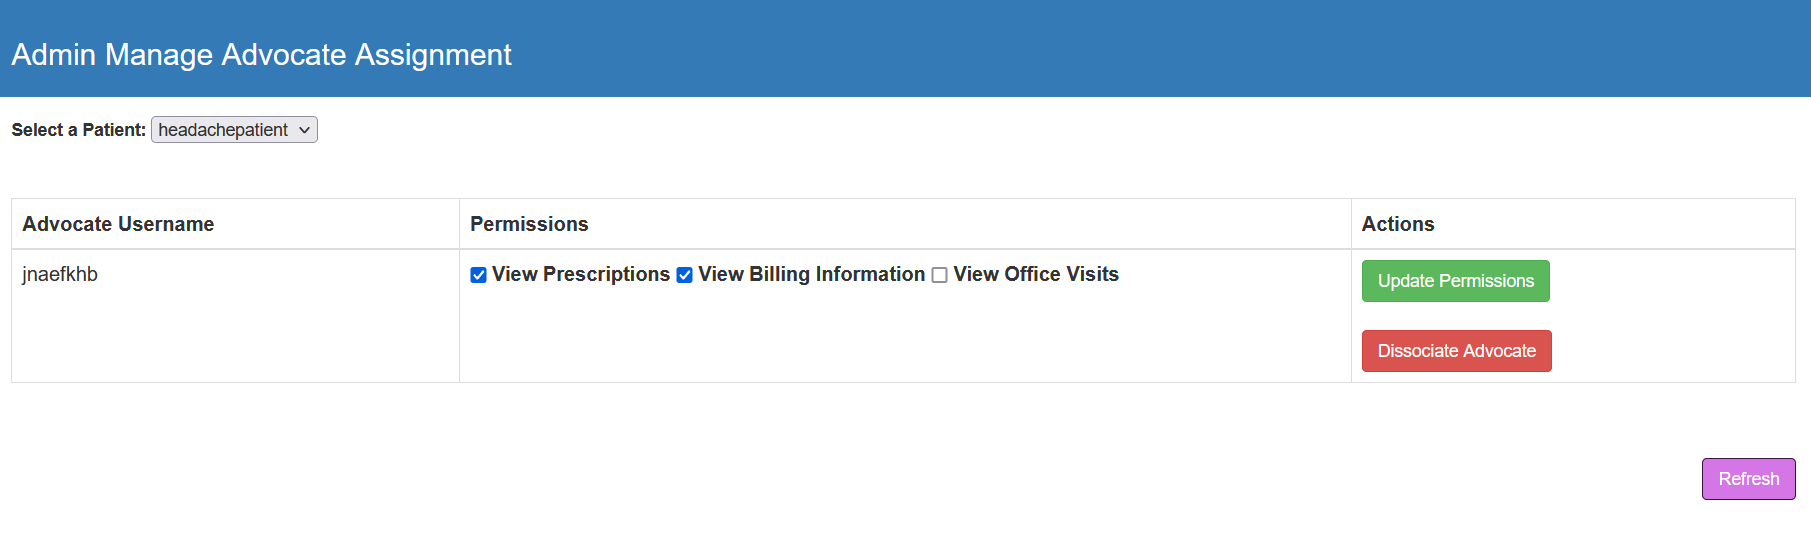 Admin Manage Advocate Assignment
Select a Patient: headachepatient
Advocate Username Permissions Actions
jnaefkhb View Prescriptions View Billing Information View Office Visits Update Permissions
Dissociate Advocate
Refresh